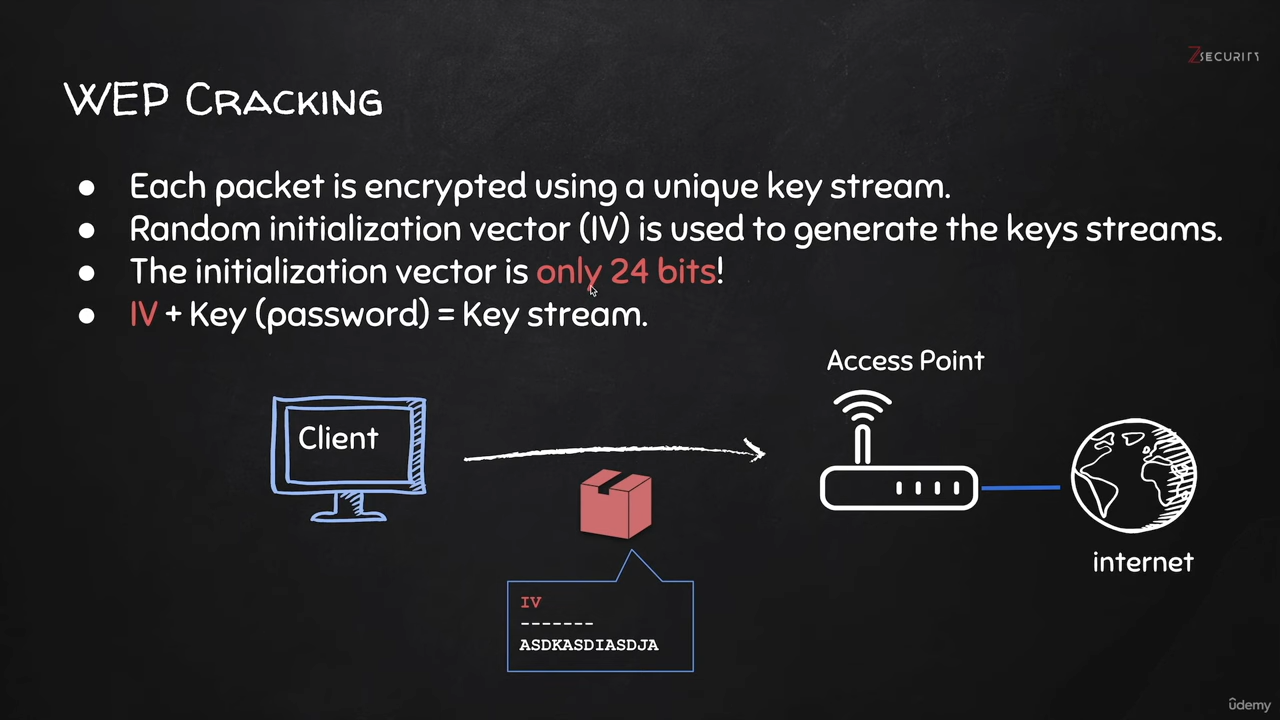 ZSECURITY
WEP Cracking
● Each packet is encrypted using a unique key stream.
● Random initialization vector (IV) is used to generate the keys streams.
● The initialization vector is only 24 bits!
● IV + Key (password) = Key stream.
Access Point
Client
internet
IV
-------
ASDKASDIASDJA
ûdemy